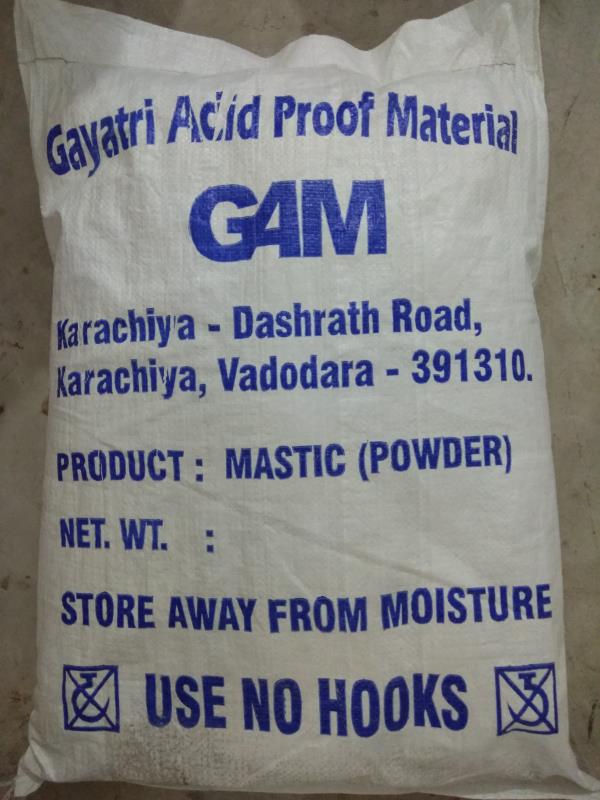 Gayatri Acid Proof Material
GAM
Karachiya - Dashrath Road,
Karachiya, Vadodara - 391310.
PRODUCT : MASTIC (POWDER)
NET. WT. :
STORE AWAY FROM MOISTURE
USE NO HOOKS